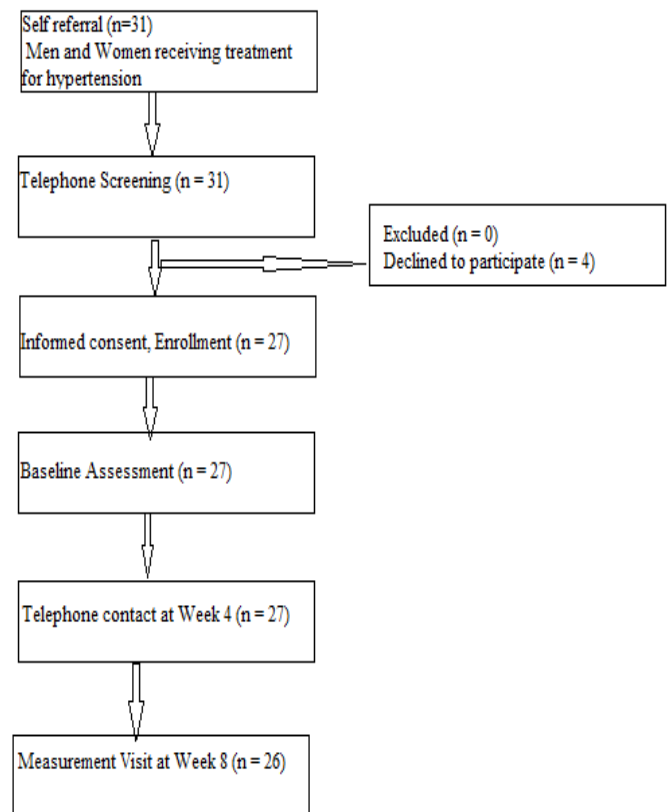 Self referral (n=31)
Men and Women receiving treatment
for hypertension
Telephone Screening (n = 31)
Excluded (n = 0)
Declined to participate (n = 4)
Informed consent, Enrollment (n = 27)
Baseline Assessment (n = 27)
Telephone contact at Week 4 (n = 27)
Measurement Visit at Week 8 (n = 26)